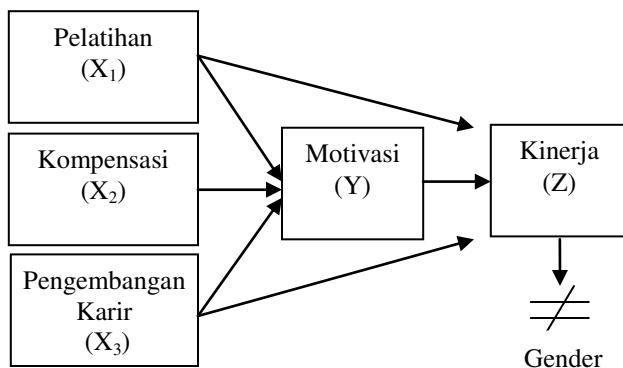 Pelatihan
(X₁)
Kompensasi
(X₂)
Pengembangan
Karir
(X₃)
Motivasi
(Y)
Kinerja
(Z)
Gender